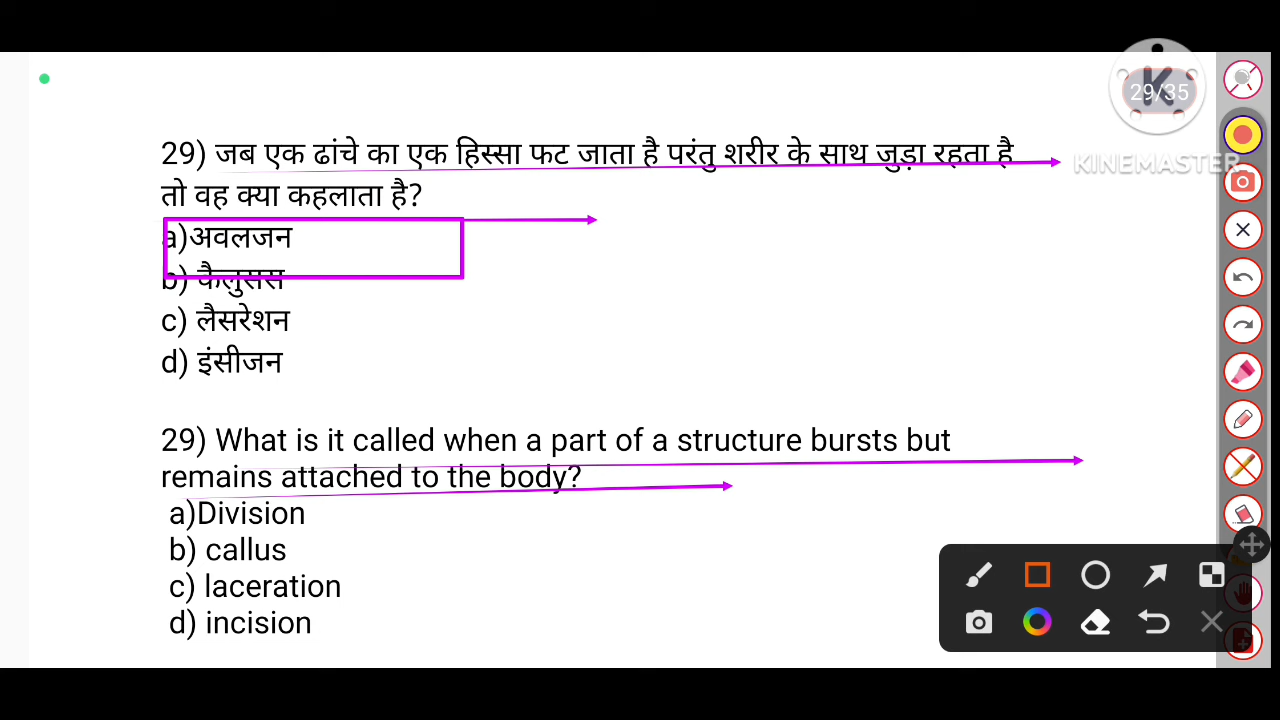 29/35
KINEMASTER
29) जब एक ढांचे का एक हिस्सा फट जाता है परंतु शरीर के साथ जुड़ा रहता है
तो वह क्या कहलाता है?
a)अवलजन
b) कैलुसस
c) लैसरेशन
d) इंसीजन
29) What is it called when a part of a structure bursts but
remains attached to the body?
a)Division
b) callus
c) laceration
d) incision